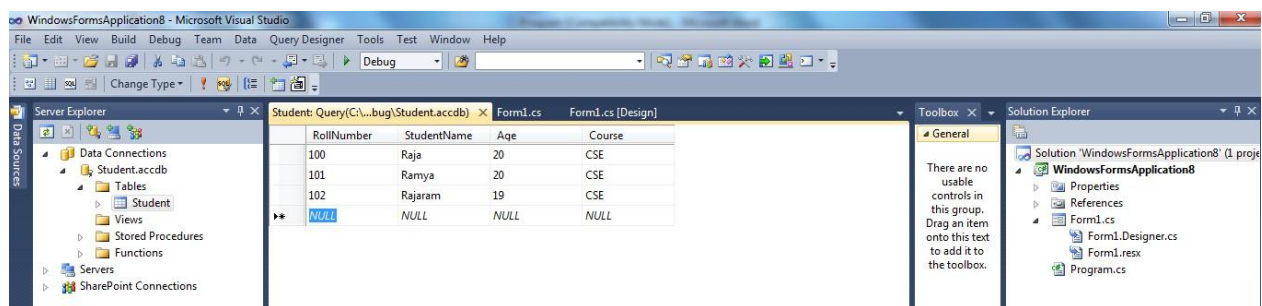 WindowsFormsApplication8 - Microsoft Visual Studio
File Edit View Build Debug Team Data Query Designer Tools Test Window Help
Debug
Change Type
Data Sources
Server Explorer
Data Connections
Student.accdb
Tables
Student
Views
Stored Procedures
Functions
Servers
SharePoint Connections
Student: Query(C:\...bug\Student.accdb) Form1.cs Form1.cs [Design]
RollNumber StudentName Age Course
100 Raja 20 CSE
101 Ramya 20 CSE
102 Rajaram 19 CSE
NULL NULL NULL NULL
Toolbox
General
There are no
usable
controls in
this group.
Drag an item
onto this text
to add it to
the toolbox.
Solution Explorer
Solution 'WindowsFormsApplication8' (1 proje
WindowsFormsApplication8
Properties
References
Form1.cs
Form1.Designer.cs
Form1.resx
Program.cs